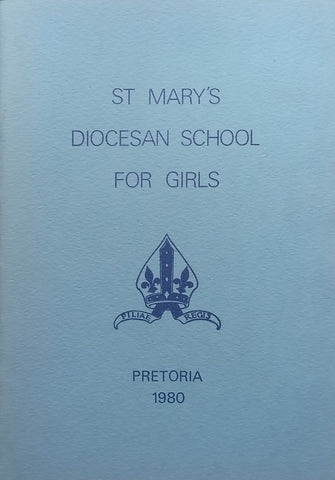 ST MARY'S
DIOCESAN SCHOOL
FOR GIRLS
FILIAE REGIS
PRETORIA
1980